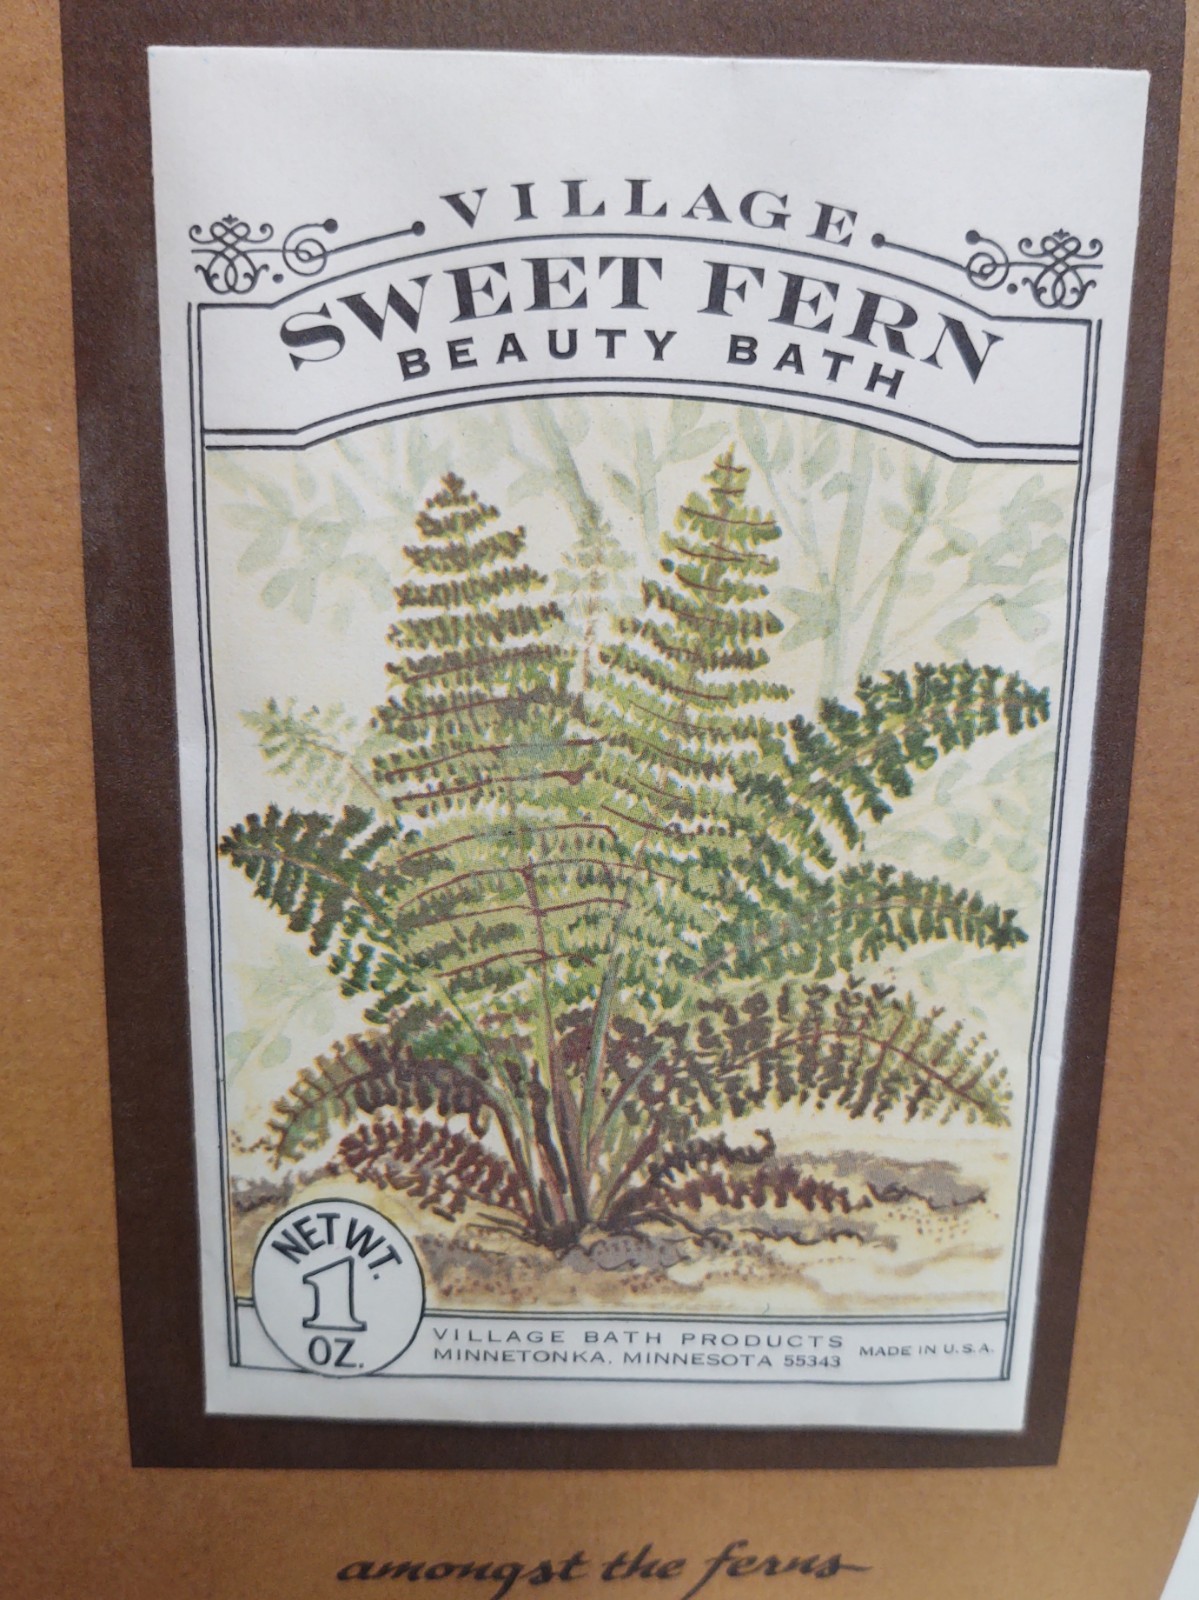 VILLAGE
SWEET FERN
BEAUTY BATH
NET WT.
1
OZ.
VILLAGE BATH PRODUCTS
MINNETONKA, MINNESOTA 55343
MADE IN U.S.A.
amongst the ferns